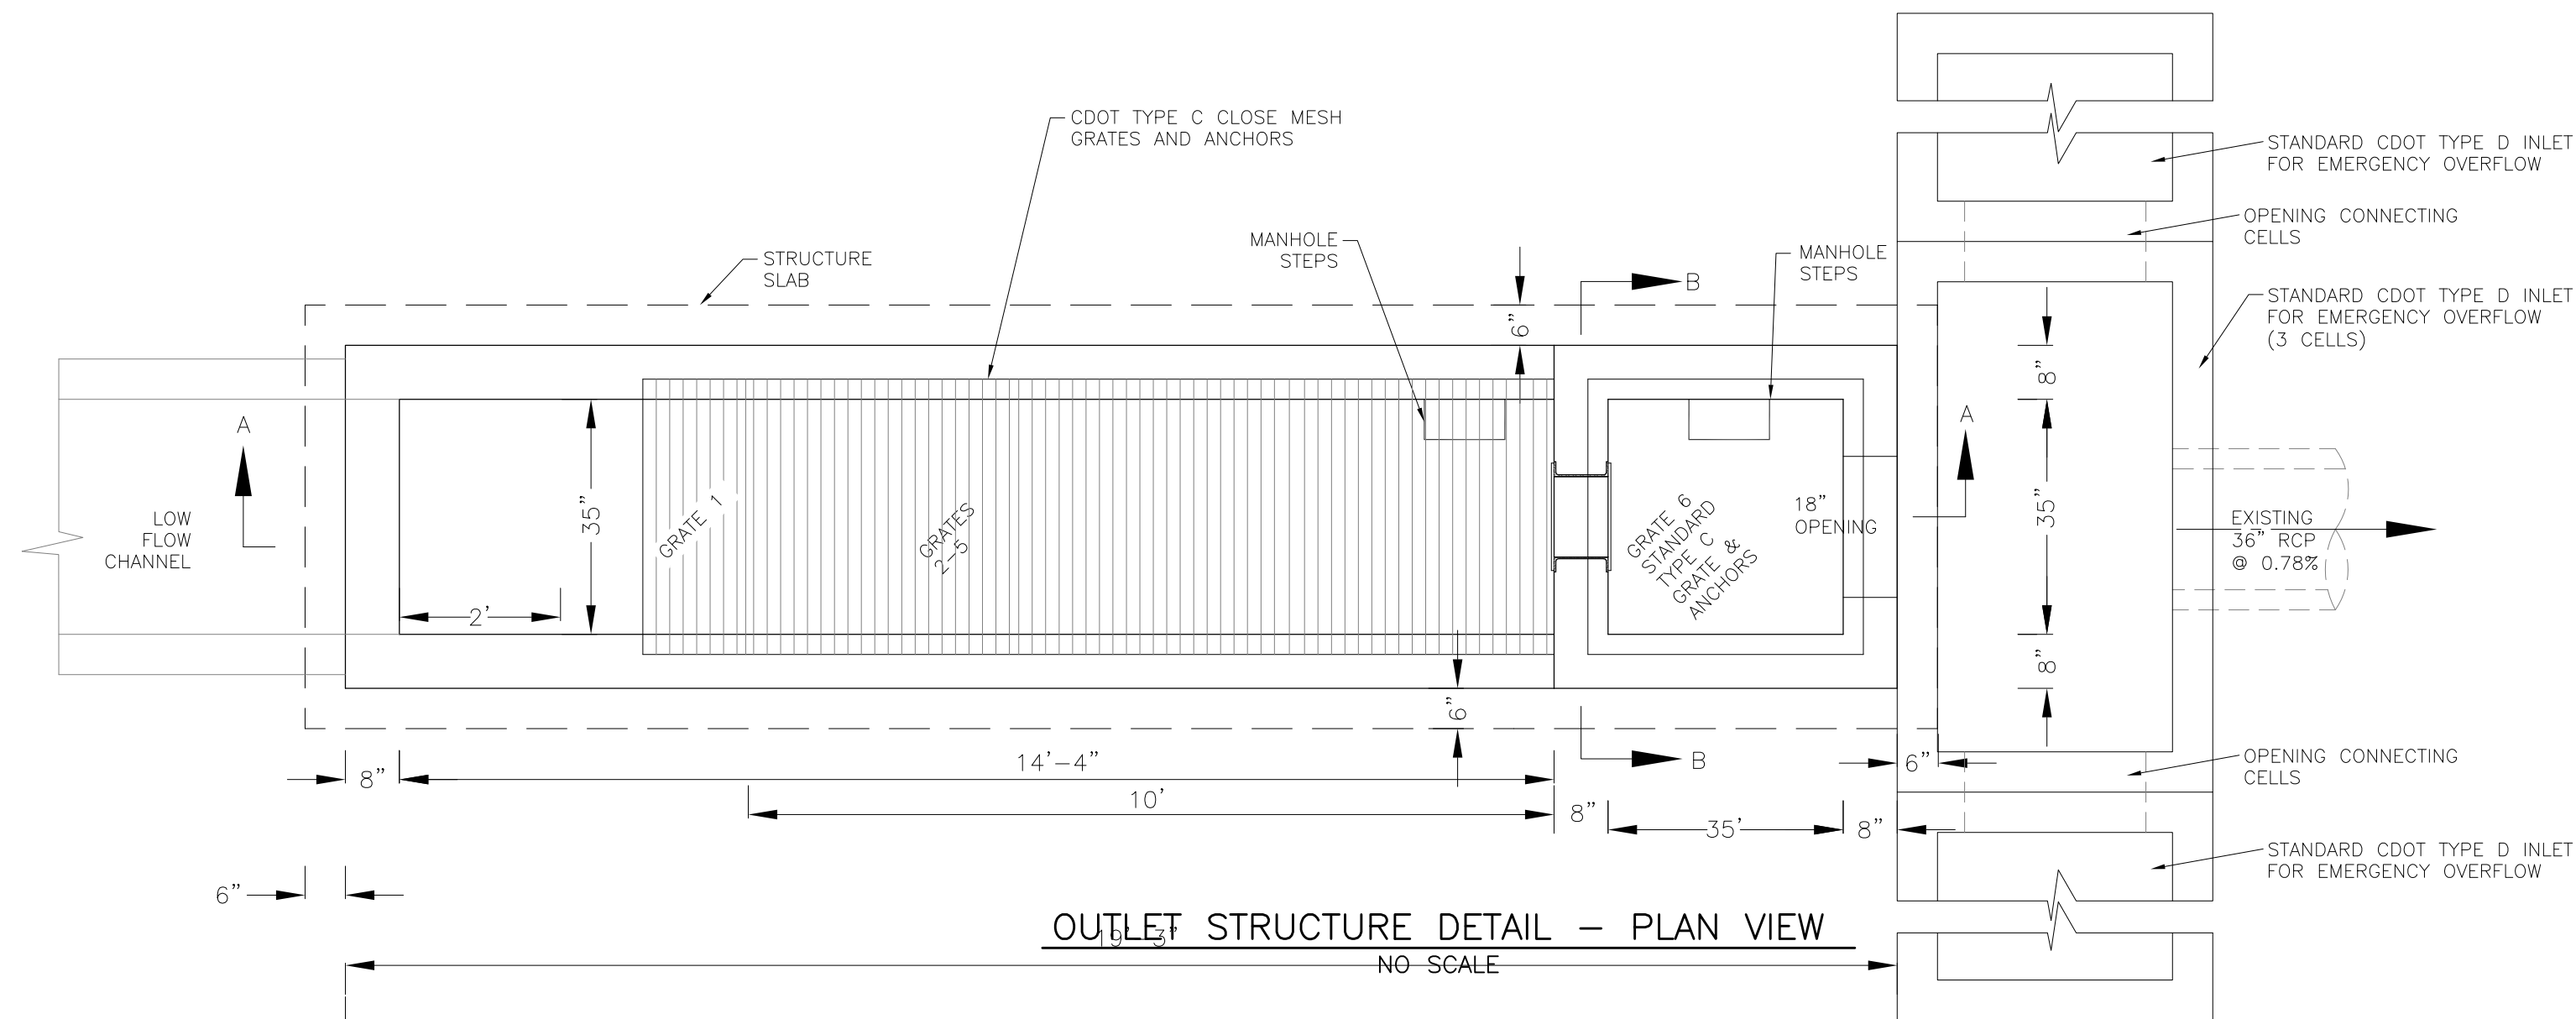 CDOT TYPE C CLOSE MESH
GRATES AND ANCHORS
STANDARD CDOT TYPE D INLET
FOR EMERGENCY OVERFLOW
OPENING CONNECTING
CELLS
STRUCTURE
SLAB
MANHOLE
STEPS
MANHOLE
STEPS
B
6"
STANDARD CDOT TYPE D INLET
FOR EMERGENCY OVERFLOW
(3 CELLS)
8"
A
A
LOW
FLOW
CHANNEL
35"
GRATE 1
GRATES
2-5
GRATE 6
STANDARD
TYPE C
GRATE &
ANCHORS
18"
OPENING
35"
EXISTING
36" RCP
@ 0.78%
2'
8"
6"
B
6"
OPENING CONNECTING
CELLS
8"
14'-4"
10'
8"
35'
8"
STANDARD CDOT TYPE D INLET
FOR EMERGENCY OVERFLOW
6"
19'-3"
OUTLET STRUCTURE DETAIL - PLAN VIEW
NO SCALE